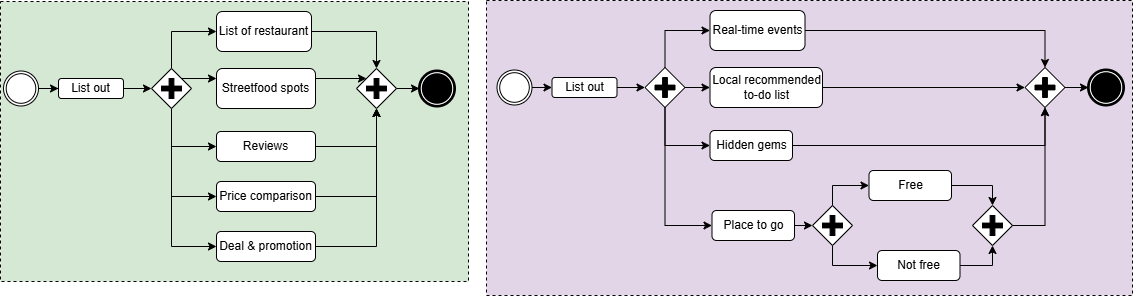 List out
List of restaurant
Streetfood spots
Reviews
Price comparison
Deal & promotion
List out
Real-time events
Local recommended
to-do list
Hidden gems
Place to go
Free
Not free